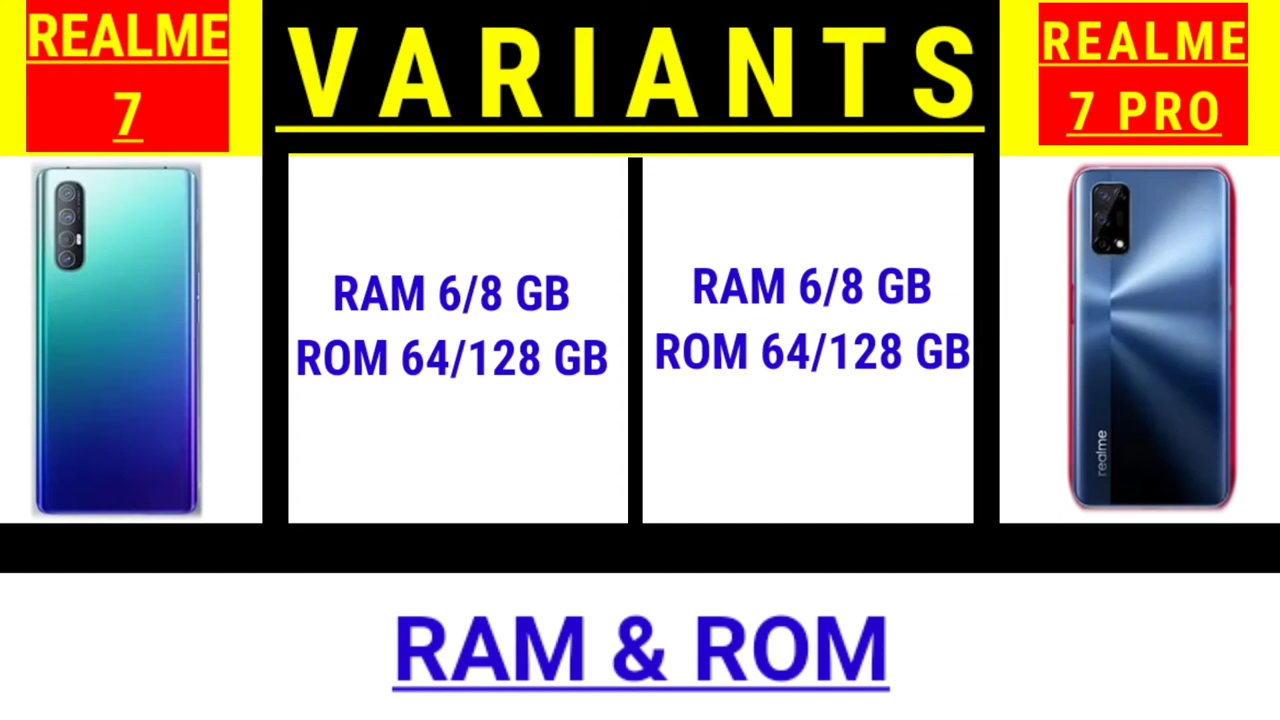 REALME
7
VARIANTS
REALME
7 PRO
RAM 6/8 GB
ROM 64/128 GB
RAM 6/8 GB
ROM 64/128 GB
realme
RAM & ROM